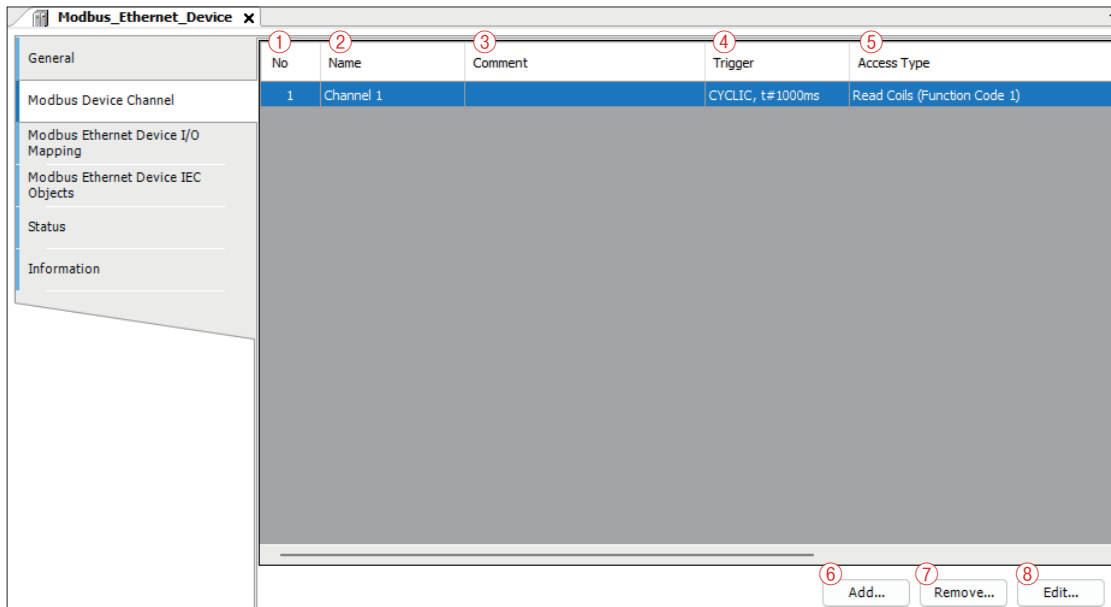 Modbus_Ethernet_Device X
General
Modbus Device Channel
Modbus Ethernet Device I/O
Mapping
Modbus Ethernet Device IEC
Objects
Status
Information
① ② ③ ④ ⑤
No Name Comment Trigger Access Type
1 Channel 1 CYCLIC, t#1000ms Read Coils (Function Code 1)
⑥ ⑦ ⑧
Add... Remove... Edit...